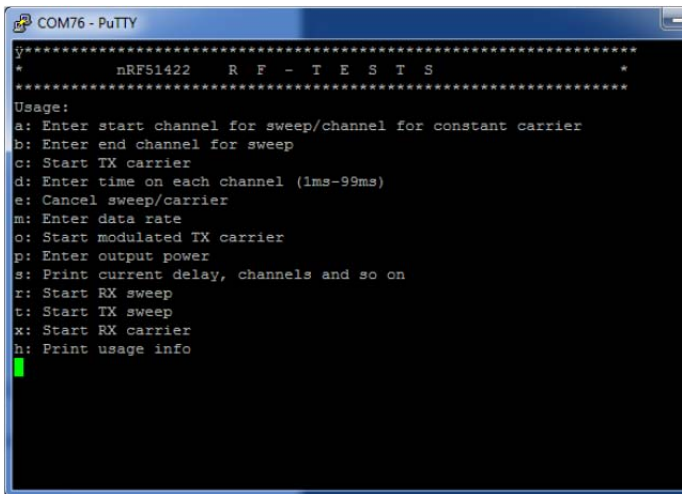 COM76 - PuTTY
ÿ******************************************************************
* nRF51422 R F - T E S T S *
******************************************************************
Usage:
a: Enter start channel for sweep/channel for constant carrier
b: Enter end channel for sweep
c: Start TX carrier
d: Enter time on each channel (1ms-99ms)
e: Cancel sweep/carrier
m: Enter data rate
o: Start modulated TX carrier
p: Enter output power
s: Print current delay, channels and so on
r: Start RX sweep
t: Start TX sweep
x: Start RX carrier
h: Print usage info